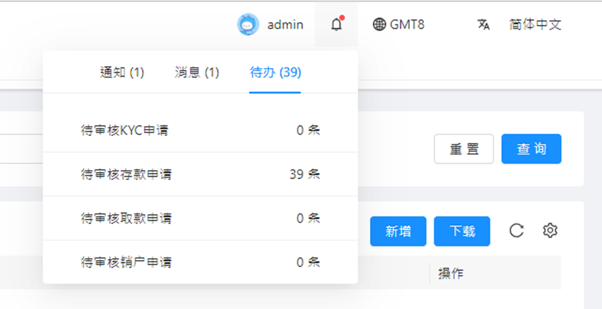 admin GMT8 简体中文
通知 (1) 消息 (1) 待办 (39)
待审核KYC申请 0 条
重 置 查 询
待审核存款申请 39 条
待审核取款申请 0 条
新增 下载
待审核销户申请 0 条
操作